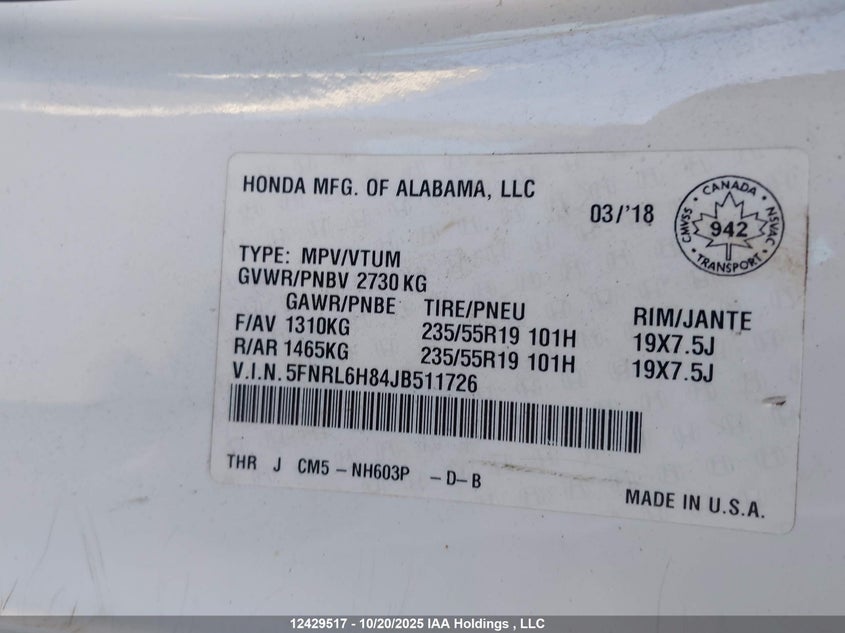 HONDA MFG. OF ALABAMA, LLC
03/'18
CANADA
CMVSS
942
NSVAC
TRANSPORT
TYPE: MPV/VTUM
GVWR/PNBV 2730 KG
GAWR/PNBE TIRE/PNEU RIM/JANTE
F/AV 1310KG 235/55R19 101H 19X7.5J
R/AR 1465KG 235/55R19 101H 19X7.5J
V.I.N. 5FNRL6H84JB511726
THR J CM5 - NH603P - D- B
MADE IN U.S.A.
12429517 - 10/20/2025 IAA Holdings , LLC